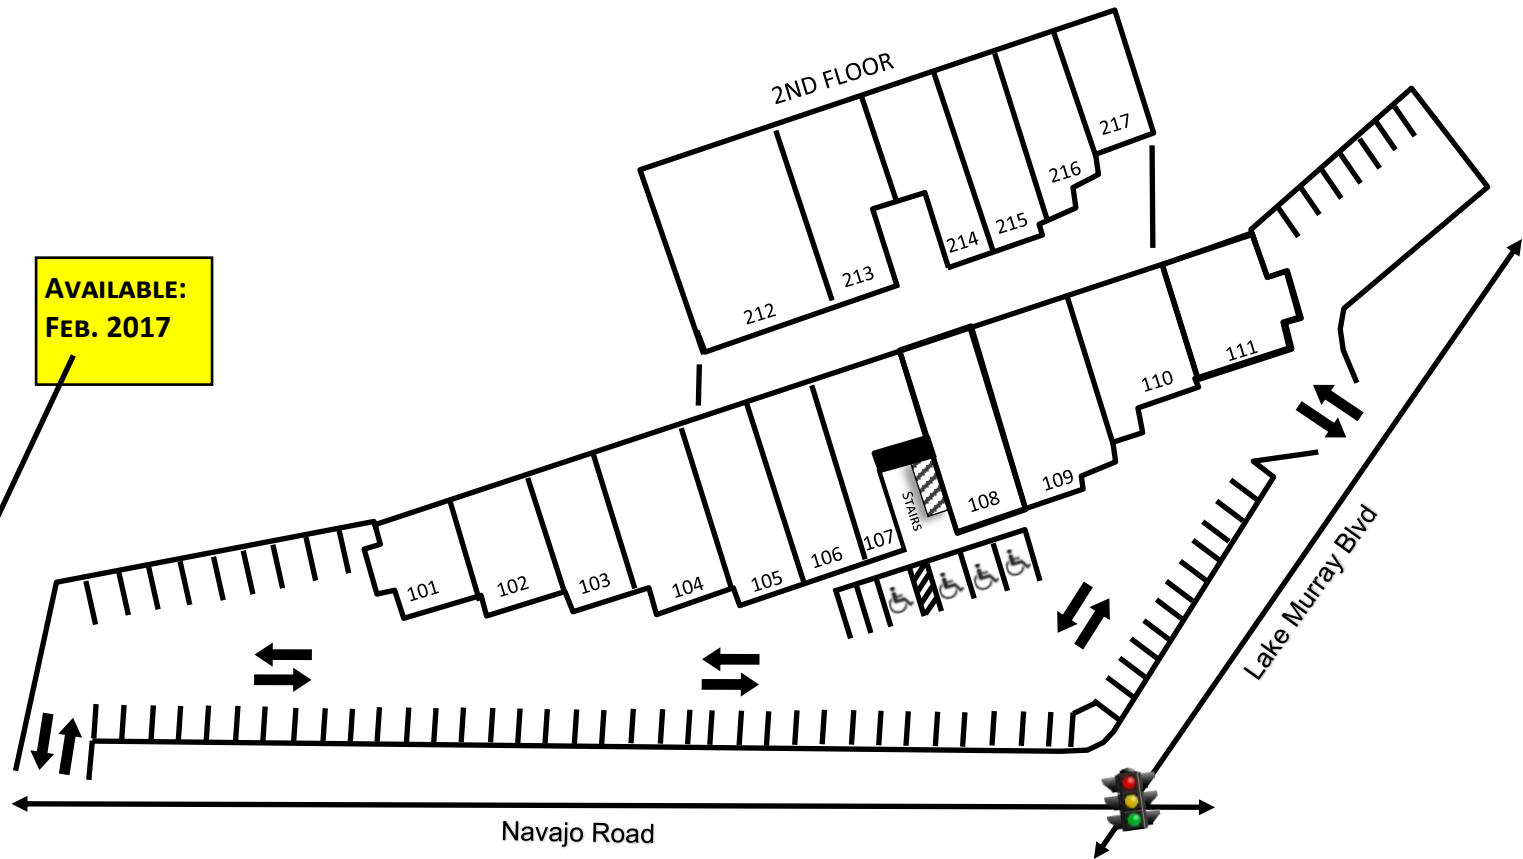 2ND FLOOR
217
216
215
214
213
212
AVAILABLE:
FEB. 2017
111
110
109
108
STAIRS
107
106
105
104
103
102
101
Lake Murray Blvd
Navajo Road